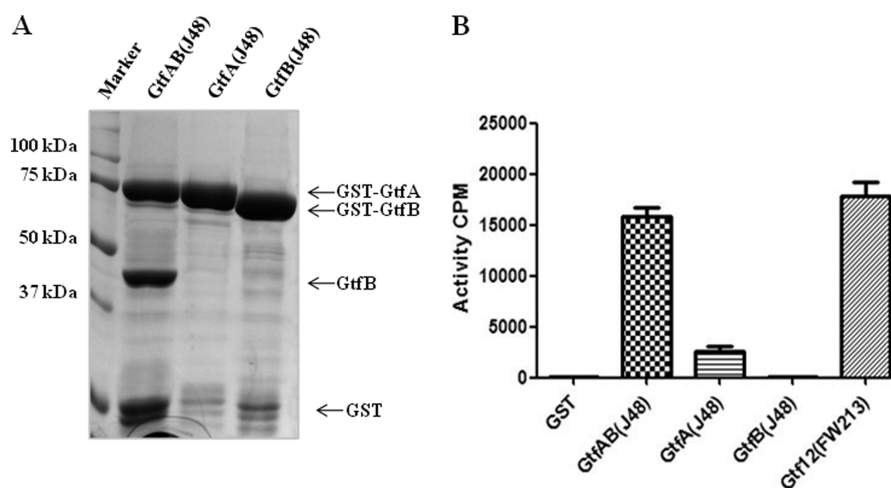 A
Marker
GtfAB(J48)
GtfA(J48)
GtfB(J48)
100 kDa
75 kDa
50 kDa
37 kDa
GST-GtfA
GST-GtfB
GtfB
GST
B
Activity CPM
25000
20000
15000
10000
5000
0
GST
GtfAB(J48)
GtfA(J48)
GtfB(J48)
Gtf12(FW213)